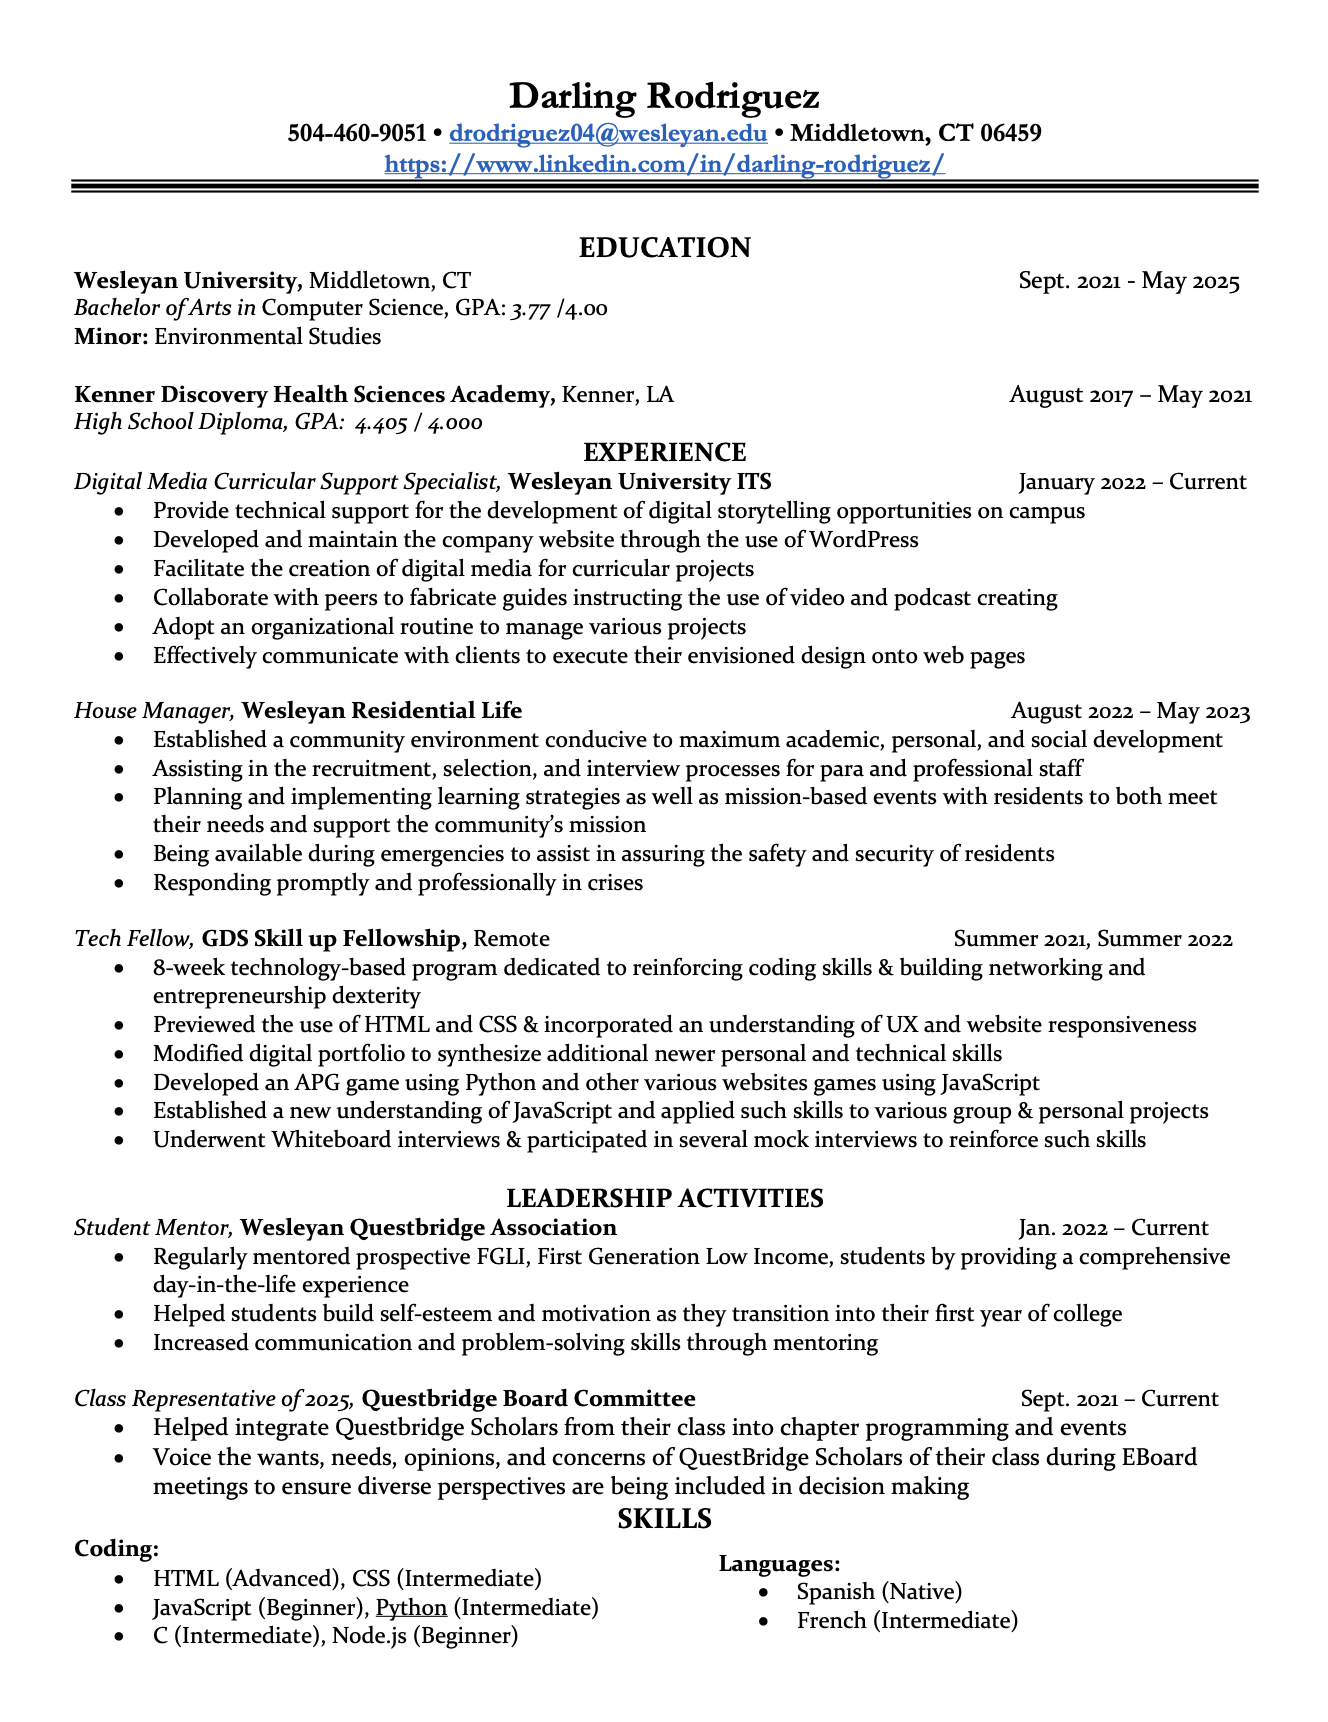 Darling Rodriguez
504-460-9051 • drodriguez04@wesleyan.edu • Middletown, CT 06459
https://www.linkedin.com/in/darling-rodriguez/
EDUCATION
Wesleyan University, Middletown, CT Sept. 2021 - May 2025
Bachelor of Arts in Computer Science, GPA: 3.77 /4.00
Minor: Environmental Studies
Kenner Discovery Health Sciences Academy, Kenner, LA August 2017 – May 2021
High School Diploma, GPA: 4.405 / 4.000
EXPERIENCE
Digital Media Curricular Support Specialist, Wesleyan University ITS January 2022 – Current
• Provide technical support for the development of digital storytelling opportunities on campus
• Developed and maintain the company website through the use of WordPress
• Facilitate the creation of digital media for curricular projects
• Collaborate with peers to fabricate guides instructing the use of video and podcast creating
• Adopt an organizational routine to manage various projects
• Effectively communicate with clients to execute their envisioned design onto web pages
House Manager, Wesleyan Residential Life August 2022 – May 2023
• Established a community environment conducive to maximum academic, personal, and social development
• Assisting in the recruitment, selection, and interview processes for para and professional staff
• Planning and implementing learning strategies as well as mission-based events with residents to both meet
their needs and support the community's mission
• Being available during emergencies to assist in assuring the safety and security of residents
• Responding promptly and professionally in crises
Tech Fellow, GDS Skill up Fellowship, Remote Summer 2021, Summer 2022
• 8-week technology-based program dedicated to reinforcing coding skills & building networking and
entrepreneurship dexterity
• Previewed the use of HTML and CSS & incorporated an understanding of UX and website responsiveness
• Modified digital portfolio to synthesize additional newer personal and technical skills
• Developed an APG game using Python and other various websites games using JavaScript
• Established a new understanding of JavaScript and applied such skills to various group & personal projects
• Underwent Whiteboard interviews & participated in several mock interviews to reinforce such skills
LEADERSHIP ACTIVITIES
Student Mentor, Wesleyan Questbridge Association Jan. 2022 – Current
• Regularly mentored prospective FGLI, First Generation Low Income, students by providing a comprehensive
day-in-the-life experience
• Helped students build self-esteem and motivation as they transition into their first year of college
• Increased communication and problem-solving skills through mentoring
Class Representative of 2025, Questbridge Board Committee Sept. 2021 – Current
• Helped integrate Questbridge Scholars from their class into chapter programming and events
• Voice the wants, needs, opinions, and concerns of QuestBridge Scholars of their class during EBoard
meetings to ensure diverse perspectives are being included in decision making
SKILLS
Coding:
• HTML (Advanced), CSS (Intermediate)
• JavaScript (Beginner), Python (Intermediate)
• C (Intermediate), Node.js (Beginner)
Languages:
• Spanish (Native)
• French (Intermediate)